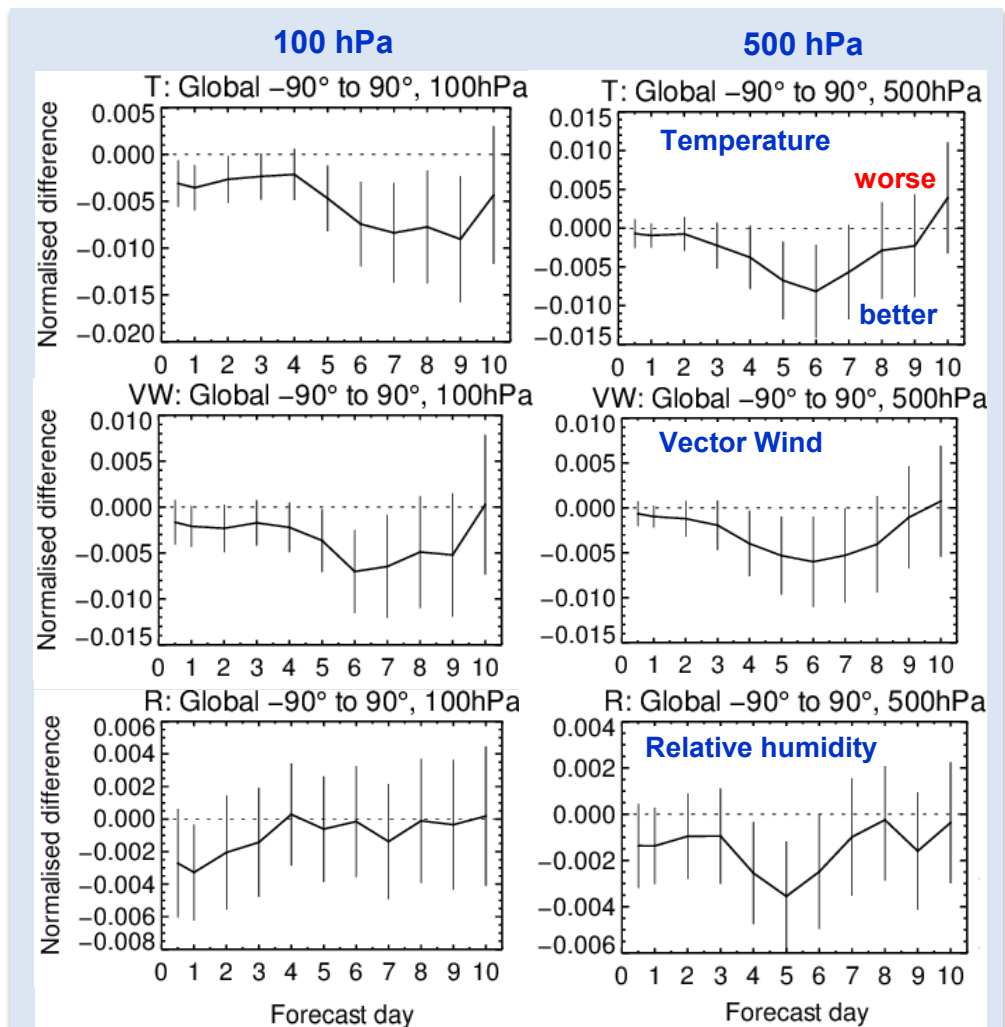 100 hPa
500 hPa
T: Global −90° to 90°, 100hPa
Normalised difference
0.005
0.000
−0.005
−0.010
−0.015
−0.020
0 1 2 3 4 5 6 7 8 9 10
T: Global −90° to 90°, 500hPa
0.015
0.010
0.005
0.000
−0.005
−0.010
−0.015
Temperature
worse
better
0 1 2 3 4 5 6 7 8 9 10
VW: Global −90° to 90°, 100hPa
Normalised difference
0.010
0.005
0.000
−0.005
−0.010
−0.015
0 1 2 3 4 5 6 7 8 9 10
VW: Global −90° to 90°, 500hPa
0.010
0.005
0.000
−0.005
−0.010
−0.015
Vector Wind
0 1 2 3 4 5 6 7 8 9 10
R: Global −90° to 90°, 100hPa
Normalised difference
0.006
0.004
0.002
0.000
−0.002
−0.004
−0.006
−0.008
0 1 2 3 4 5 6 7 8 9 10
Forecast day
R: Global −90° to 90°, 500hPa
0.004
0.002
0.000
−0.002
−0.004
−0.006
Relative humidity
0 1 2 3 4 5 6 7 8 9 10
Forecast day